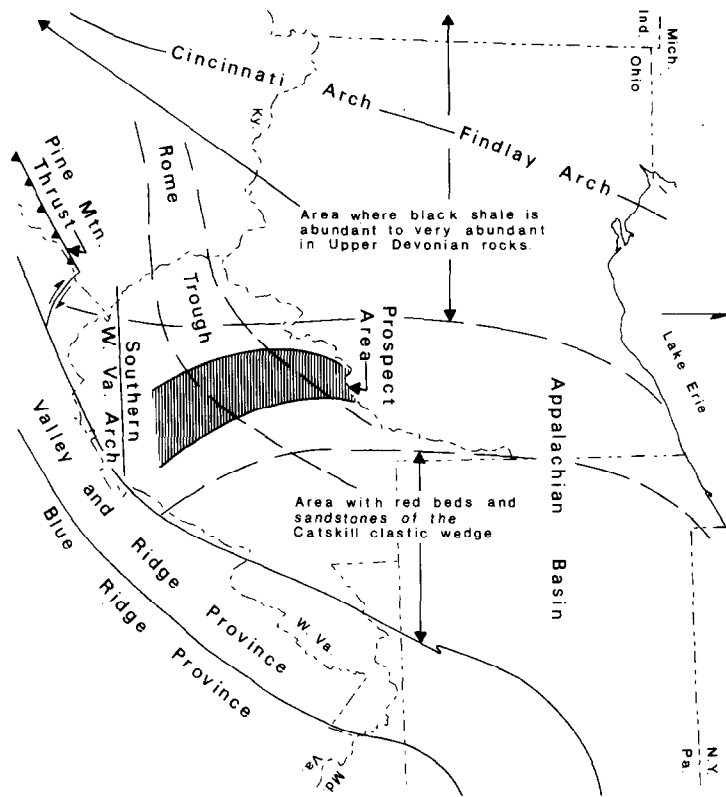 Mich.
Ind.
Ohio
Cincinnati Arch
Findlay Arch
Ky.
Pine Mtn.
Thrust
Rome
Trough
Area where black shale is
abundant to very abundant
in Upper Devonian rocks.
Prospect
Area
Lake Erie
Southern
W. Va. Arch
Appalachian Basin
Area with red beds and
sandstones of the
Catskill clastic wedge
Valley and Ridge Province
Blue Ridge Province
W. Va.
Md.
Va
N.Y.
Pa.